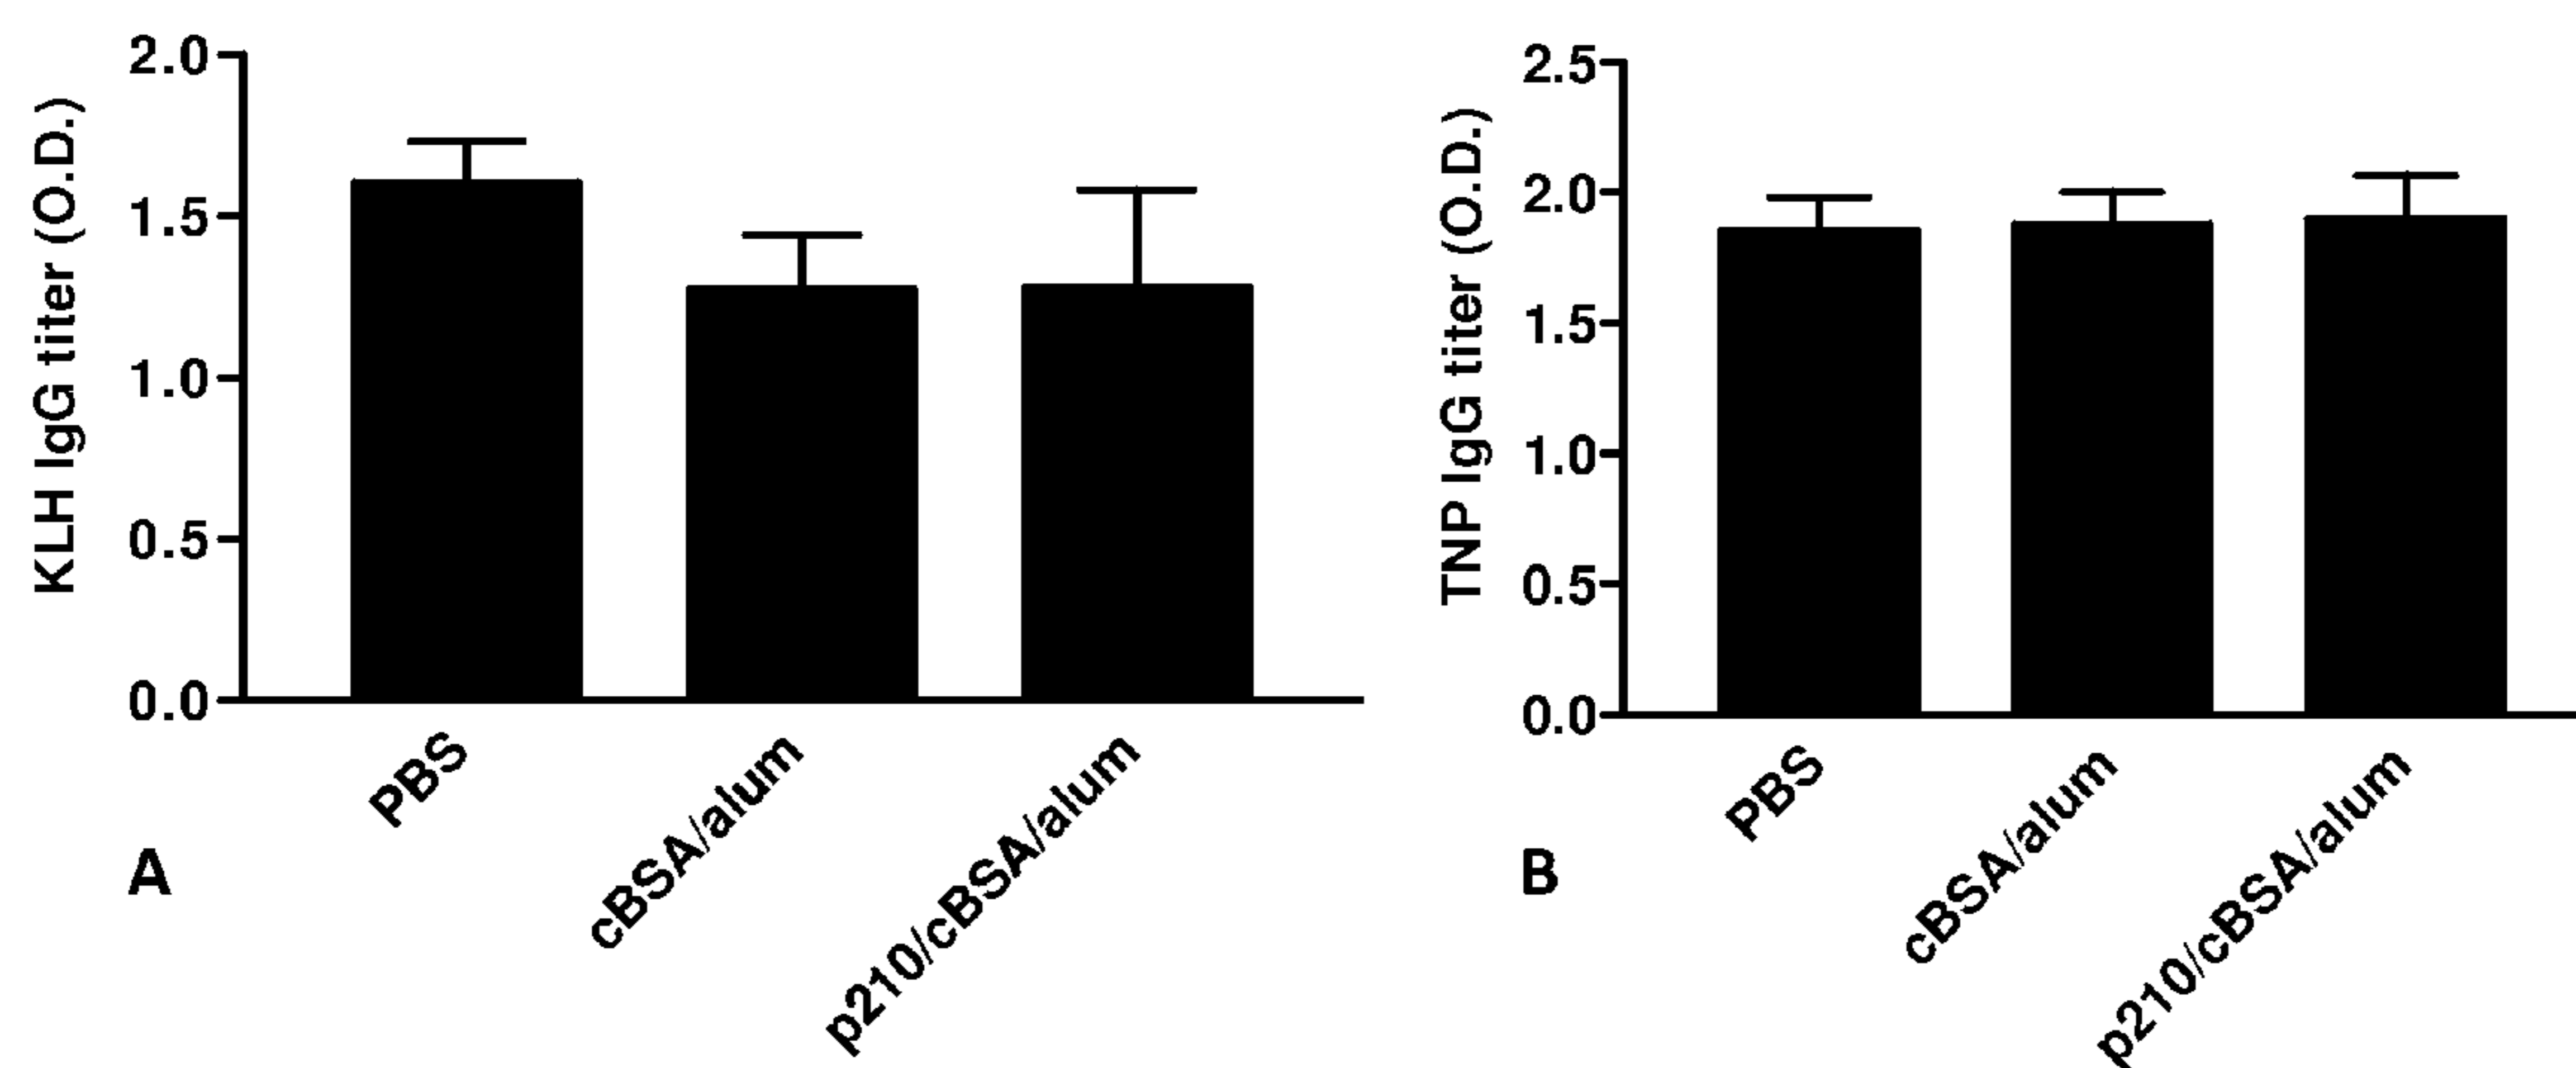 KLH IgG titer (O.D.)
2.0
1.5
1.0
0.5
0.0
PBS
cBSA/alum
p210/cBSA/alum
A
TNP IgG titer (O.D.)
2.5
2.0
1.5
1.0
0.5
0.0
PBS
cBSA/alum
p210/cBSA/alum
B